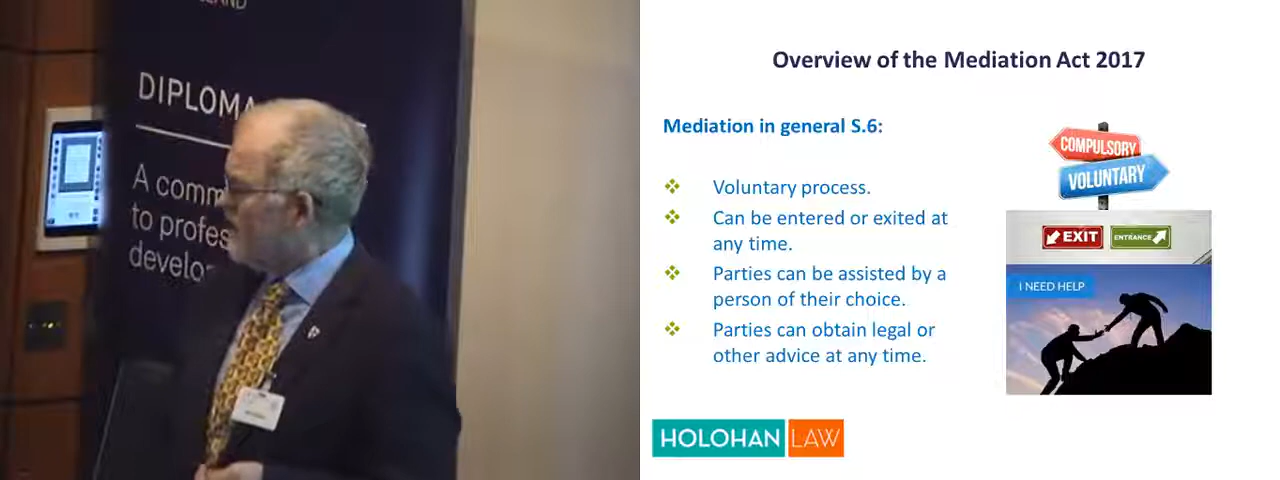 DIPLOMA
A comm
to profes
develo
Overview of the Mediation Act 2017
Mediation in general S.6:
Voluntary process.
Can be entered or exited at
any time.
Parties can be assisted by a
person of their choice.
Parties can obtain legal or
other advice at any time.
COMPULSORY
VOLUNTARY
EXIT
ENTRANCE
I NEED HELP
HOLOHAN LAW